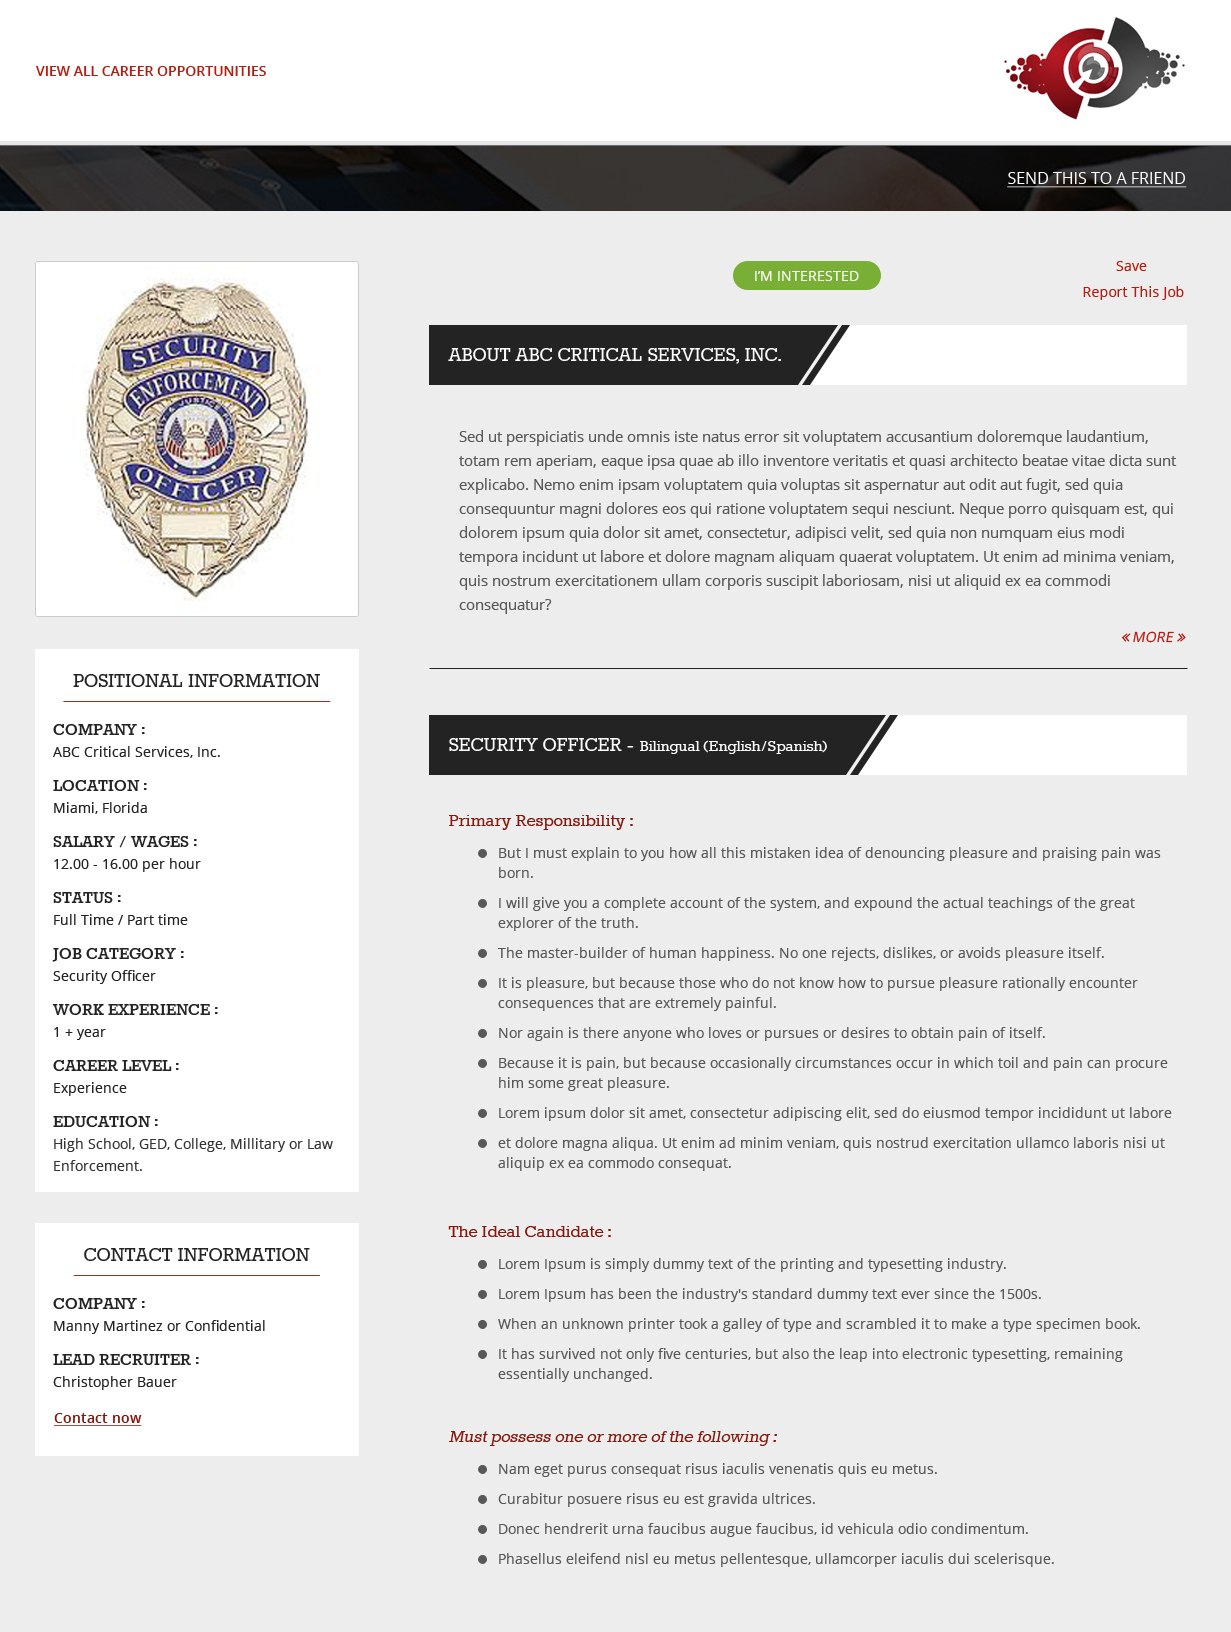 VIEW ALL CAREER OPPORTUNITIES
SEND THIS TO A FRIEND
SECURITY
ENFORCEMENT
OFFICER
I'M INTERESTED
Save
Report This Job
ABOUT ABC CRITICAL SERVICES, INC.
Sed ut perspiciatis unde omnis iste natus error sit voluptatem accusantium doloremque laudantium,
totam rem aperiam, eaque ipsa quae ab illo inventore veritatis et quasi architecto beatae vitae dicta sunt
explicabo. Nemo enim ipsam voluptatem quia voluptas sit aspernatur aut odit aut fugit, sed quia
consequuntur magni dolores eos qui ratione voluptatem sequi nesciunt. Neque porro quisquam est, qui
dolorem ipsum quia dolor sit amet, consectetur, adipisci velit, sed quia non numquam eius modi
tempora incidunt ut labore et dolore magnam aliquam quaerat voluptatem. Ut enim ad minima veniam,
quis nostrum exercitationem ullam corporis suscipit laboriosam, nisi ut aliquid ex ea commodi
consequatur?
« MORE »
POSITIONAL INFORMATION
COMPANY :
ABC Critical Services, Inc.
LOCATION :
Miami, Florida
SALARY / WAGES :
12.00 - 16.00 per hour
STATUS :
Full Time / Part time
JOB CATEGORY :
Security Officer
WORK EXPERIENCE :
1 + year
CAREER LEVEL :
Experience
EDUCATION :
High School, GED, College, Millitary or Law
Enforcement.
CONTACT INFORMATION
COMPANY :
Manny Martinez or Confidential
LEAD RECRUITER :
Christopher Bauer
Contact now
SECURITY OFFICER - Bilingual (English/Spanish)
Primary Responsibility :
● But I must explain to you how all this mistaken idea of denouncing pleasure and praising pain was
born.
● I will give you a complete account of the system, and expound the actual teachings of the great
explorer of the truth.
● The master-builder of human happiness. No one rejects, dislikes, or avoids pleasure itself.
● It is pleasure, but because those who do not know how to pursue pleasure rationally encounter
consequences that are extremely painful.
● Nor again is there anyone who loves or pursues or desires to obtain pain of itself.
● Because it is pain, but because occasionally circumstances occur in which toil and pain can procure
him some great pleasure.
● Lorem ipsum dolor sit amet, consectetur adipiscing elit, sed do eiusmod tempor incididunt ut labore
● et dolore magna aliqua. Ut enim ad minim veniam, quis nostrud exercitation ullamco laboris nisi ut
aliquip ex ea commodo consequat.
The Ideal Candidate :
● Lorem Ipsum is simply dummy text of the printing and typesetting industry.
● Lorem Ipsum has been the industry's standard dummy text ever since the 1500s.
● When an unknown printer took a galley of type and scrambled it to make a type specimen book.
● It has survived not only five centuries, but also the leap into electronic typesetting, remaining
essentially unchanged.
Must possess one or more of the following :
● Nam eget purus consequat risus iaculis venenatis quis eu metus.
● Curabitur posuere risus eu est gravida ultrices.
● Donec hendrerit urna faucibus augue faucibus, id vehicula odio condimentum.
● Phasellus eleifend nisl eu metus pellentesque, ullamcorper iaculis dui scelerisque.